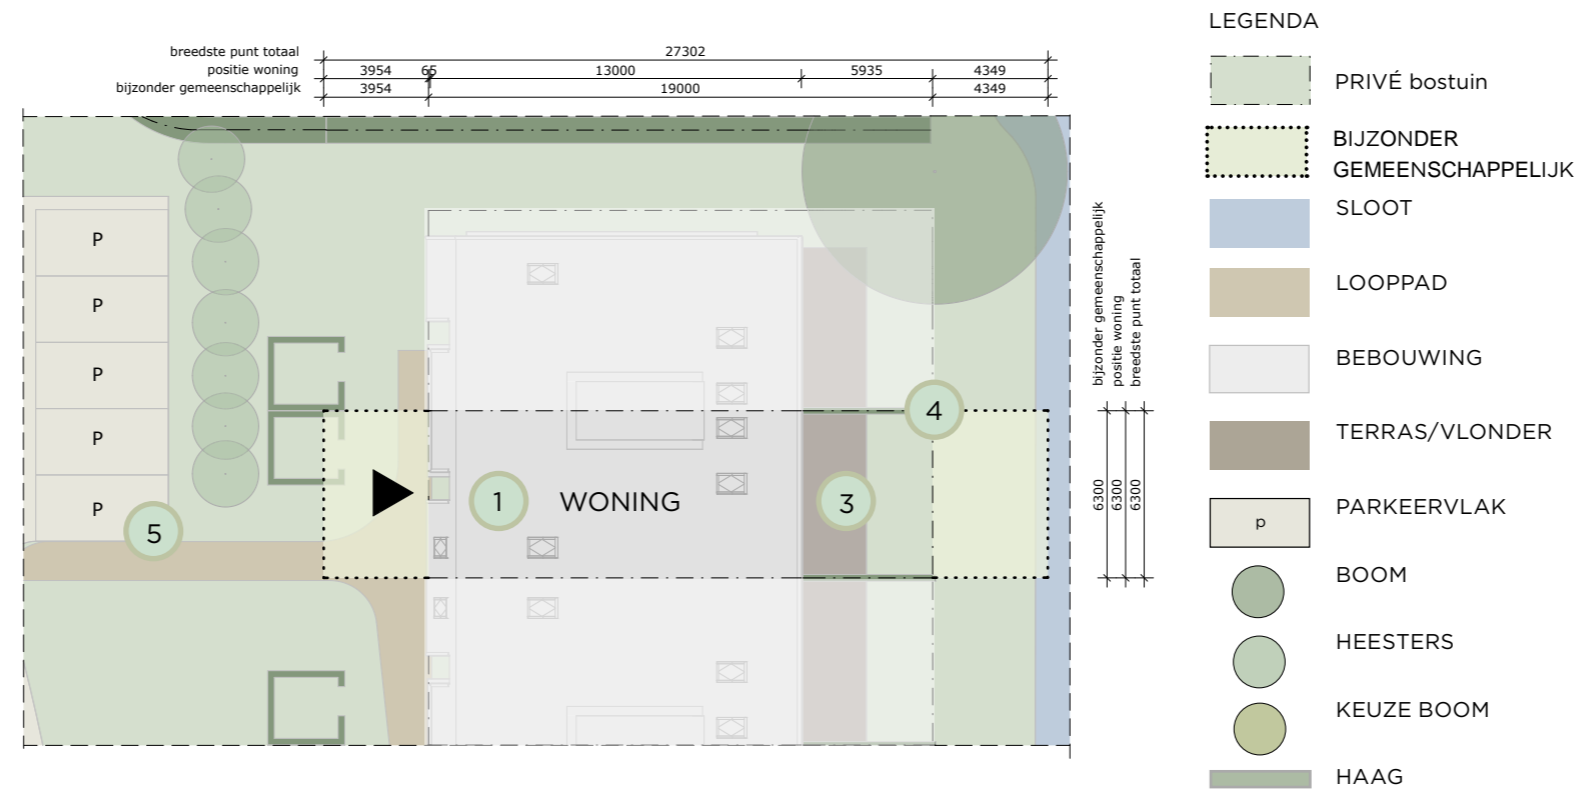 breedste punt totaal 27302
positie woning 3954 65 13000 5935 4349
bijzonder gemeenschappelijk 3954 19000 4349
P
P
P
P
P
5
1
WONING
3
4
bijzonder gemeenschappelijk
positie woning
breedste punt totaal
6300
6300
6300
LEGENDA
PRIVÉ bostuin
BIJZONDER
GEMEENSCHAPPELIJK
SLOOT
LOOPPAD
BEBOUWING
TERRAS/VLONDER
p PARKEERVLAK
BOOM
HEESTERS
KEUZE BOOM
HAAG